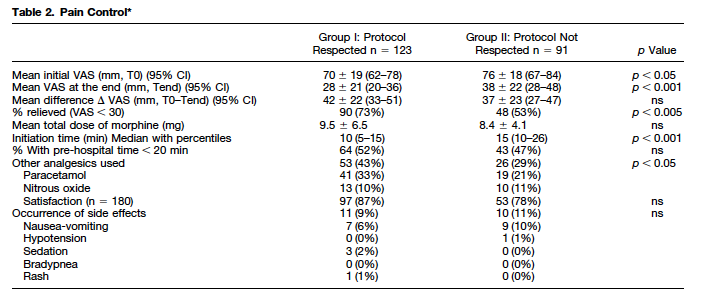 Table 2. Pain Control*
Group I: Protocol Group II: Protocol Not
Respected n = 123 Respected n = 91 p Value
Mean initial VAS (mm, T0) (95% CI) 70 ± 19 (62–78) 76 ± 18 (67–84) p < 0.05
Mean VAS at the end (mm, Tend) (95% CI) 28 ± 21 (20–36) 38 ± 22 (28–48) p < 0.001
Mean difference Δ VAS (mm, T0–Tend) (95% CI) 42 ± 22 (33–51) 37 ± 23 (27–47) ns
% relieved (VAS < 30) 90 (73%) 48 (53%) p < 0.005
Mean total dose of morphine (mg) 9.5 ± 6.5 8.4 ± 4.1 ns
Initiation time (min) Median with percentiles 10 (5–15) 15 (10–26) p < 0.001
% With pre-hospital time < 20 min 64 (52%) 43 (47%) ns
Other analgesics used 53 (43%) 26 (29%) p < 0.05
Paracetamol 41 (33%) 19 (21%)
Nitrous oxide 13 (10%) 10 (11%)
Satisfaction (n = 180) 97 (87%) 53 (78%) ns
Occurrence of side effects 11 (9%) 10 (11%) ns
Nausea-vomiting 7 (6%) 9 (10%)
Hypotension 0 (0%) 1 (1%)
Sedation 3 (2%) 0 (0%)
Bradypnea 0 (0%) 0 (0%)
Rash 1 (1%) 0 (0%)